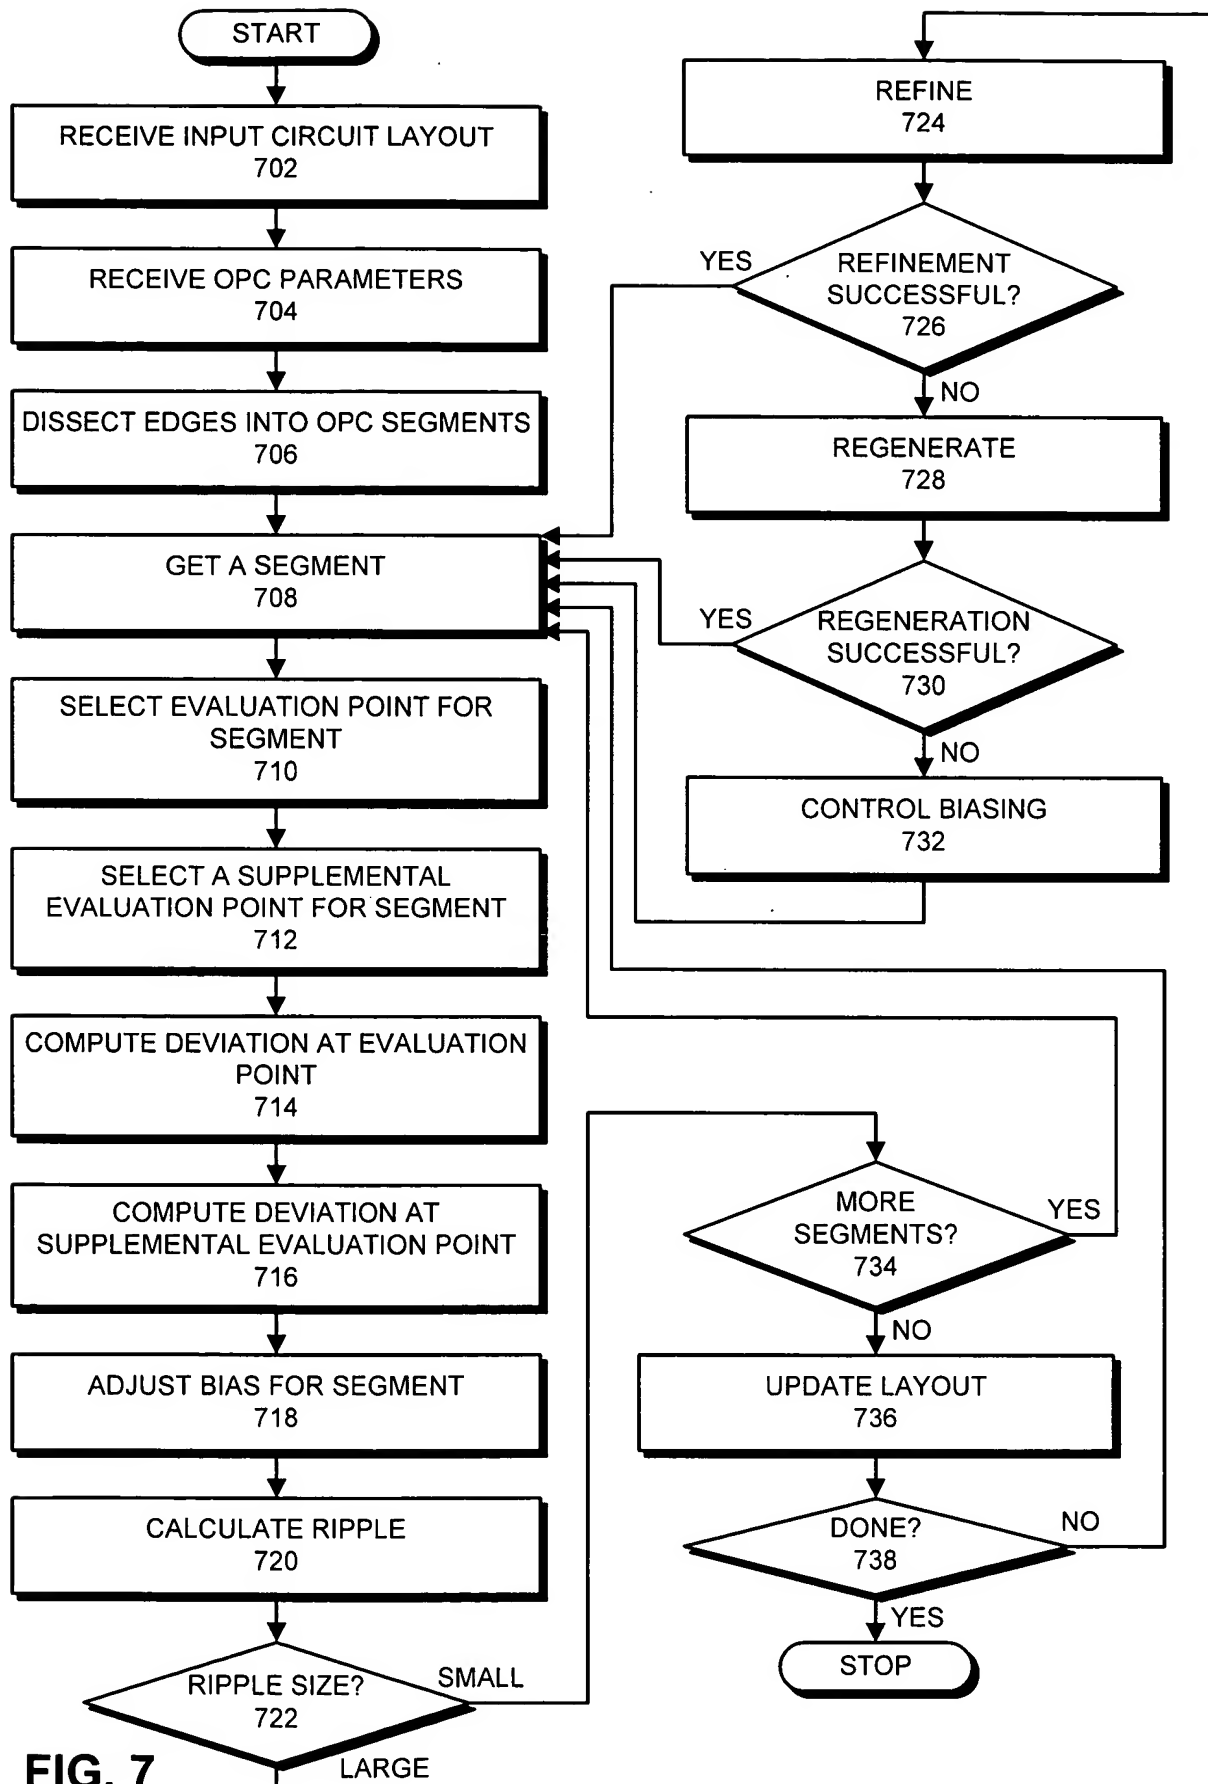 START
RECEIVE INPUT CIRCUIT LAYOUT
702
RECEIVE OPC PARAMETERS
704
DISSECT EDGES INTO OPC SEGMENTS
706
GET A SEGMENT
708
SELECT EVALUATION POINT FOR
SEGMENT
710
SELECT A SUPPLEMENTAL
EVALUATION POINT FOR SEGMENT
712
COMPUTE DEVIATION AT EVALUATION
POINT
714
COMPUTE DEVIATION AT
SUPPLEMENTAL EVALUATION POINT
716
ADJUST BIAS FOR SEGMENT
718
CALCULATE RIPPLE
720
RIPPLE SIZE?
722
SMALL
LARGE
FIG. 7
REFINE
724
REFINEMENT
SUCCESSFUL?
726
YES
NO
REGENERATE
728
REGENERATION
SUCCESSFUL?
730
YES
NO
CONTROL BIASING
732
MORE
SEGMENTS?
734
YES
NO
UPDATE LAYOUT
736
DONE?
738
NO
YES
STOP